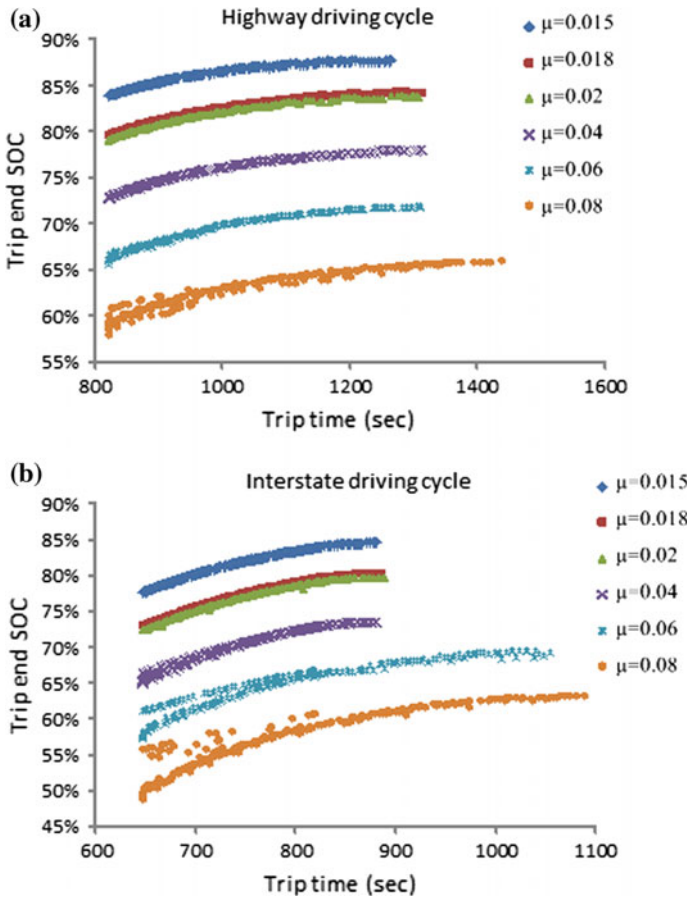 (a)
Highway driving cycle
90%
85%
80%
75%
70%
65%
60%
55%
Trip end SOC
800 1000 1200 1400 1600
Trip time (sec)
μ=0.015
μ=0.018
μ=0.02
μ=0.04
μ=0.06
μ=0.08
(b)
Interstate driving cycle
90%
85%
80%
75%
70%
65%
60%
55%
50%
45%
Trip end SOC
600 700 800 900 1000 1100
Trip time (sec)
μ=0.015
μ=0.018
μ=0.02
μ=0.04
μ=0.06
μ=0.08